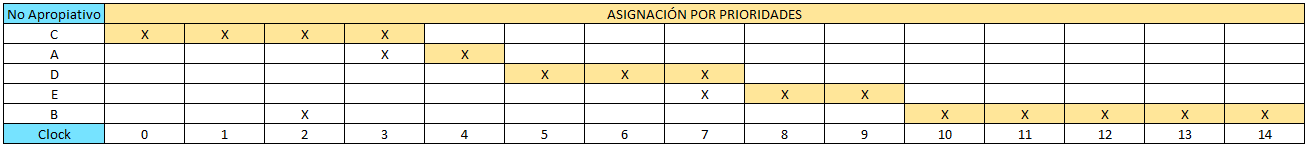 No Apropiativo ASIGNACIÓN POR PRIORIDADES
C X X X X
A X X
D X X X
E X X X
B X X X X X X
Clock 0 1 2 3 4 5 6 7 8 9 10 11 12 13 14